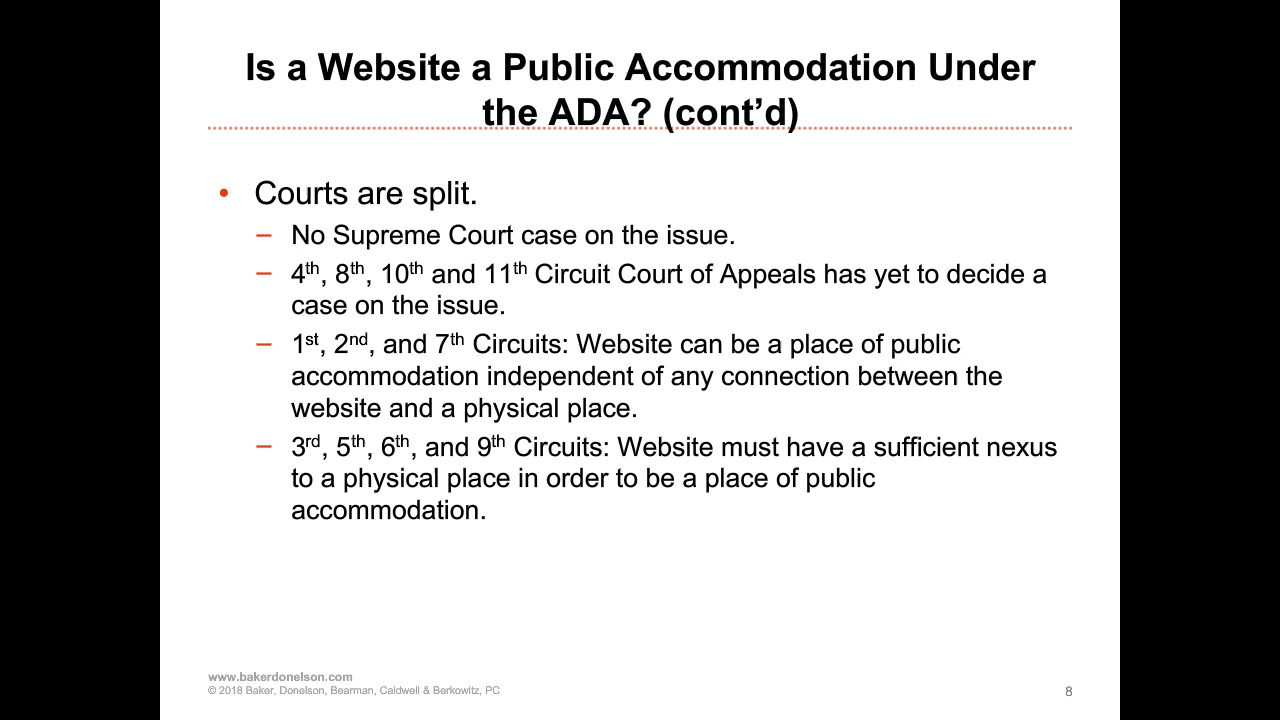 Is a Website a Public Accommodation Under
the ADA? (cont’d)
• Courts are split.
– No Supreme Court case on the issue.
– 4th, 8th, 10th and 11th Circuit Court of Appeals has yet to decide a
case on the issue.
– 1st, 2nd, and 7th Circuits: Website can be a place of public
accommodation independent of any connection between the
website and a physical place.
– 3rd, 5th, 6th, and 9th Circuits: Website must have a sufficient nexus
to a physical place in order to be a place of public
accommodation.
www.bakerdonelson.com
© 2018 Baker, Donelson, Bearman, Caldwell & Berkowitz, PC
8